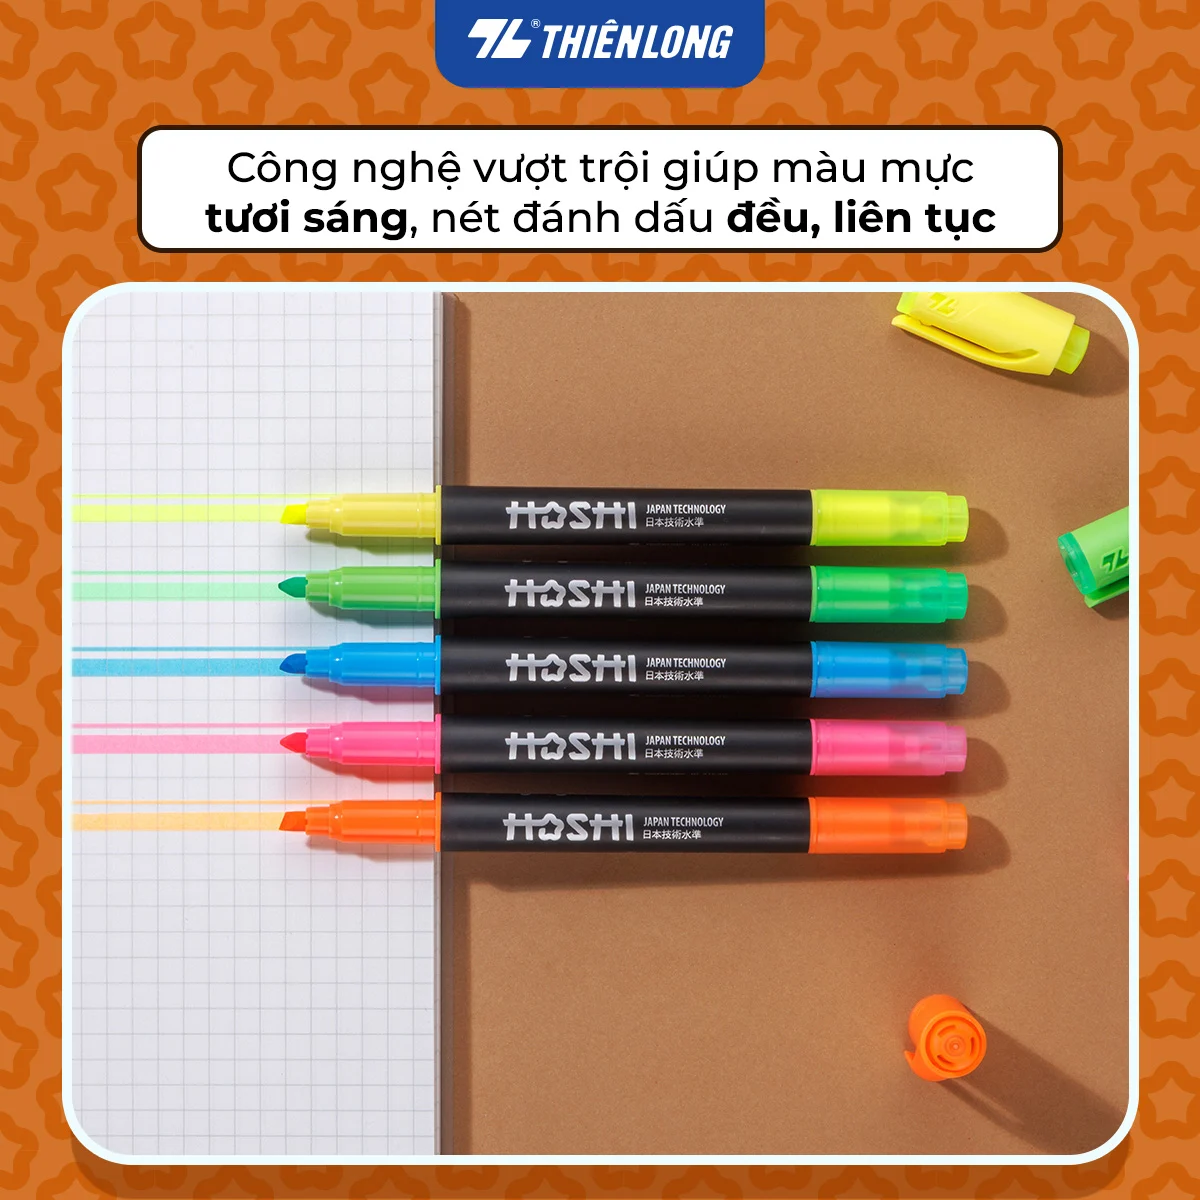 THIÊN LONG
Công nghệ vượt trội giúp màu mực
tươi sáng, nét đánh dấu đều, liên tục
HOSHI JAPAN TECHNOLOGY
日本技術水準
HOSHI JAPAN TECHNOLOGY
日本技術水準
HOSHI JAPAN TECHNOLOGY
日本技術水準
HOSHI JAPAN TECHNOLOGY
日本技術水準
HOSHI JAPAN TECHNOLOGY
日本技術水準